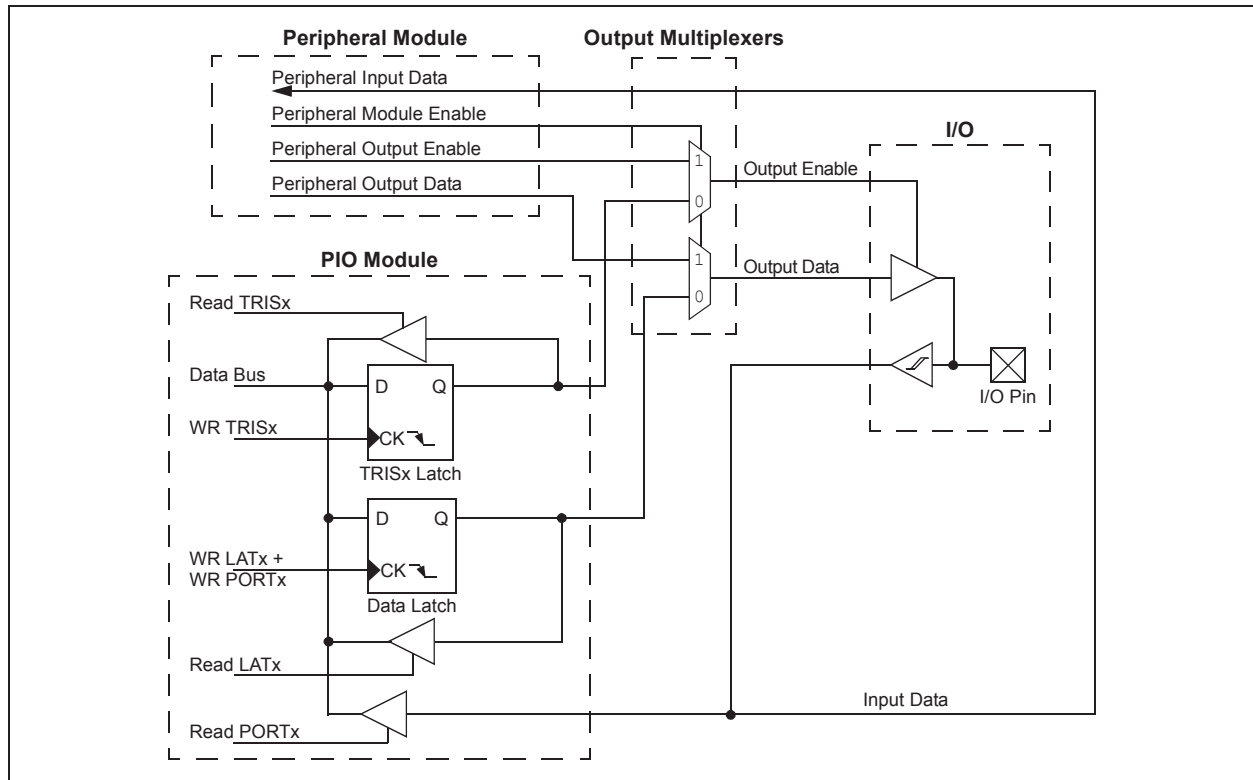 Peripheral Module
Output Multiplexers
Peripheral Input Data
Peripheral Module Enable
I/O
Peripheral Output Enable
1
Output Enable
Peripheral Output Data
0
PIO Module
1
Output Data
0
Read TRISx
Data Bus
D Q
I/O Pin
WR TRISx
CK
TRISx Latch
D Q
WR LATx +
WR PORTx
CK
Data Latch
Read LATx
Input Data
Read PORTx